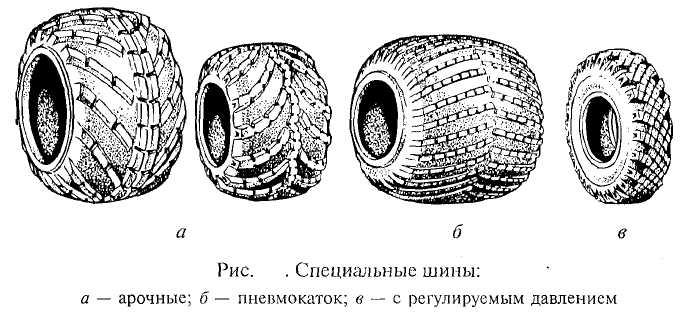 а б в
Рис. . Специальные шины:
а — арочные; б — пневмокаток; в — с регулируемым давлением